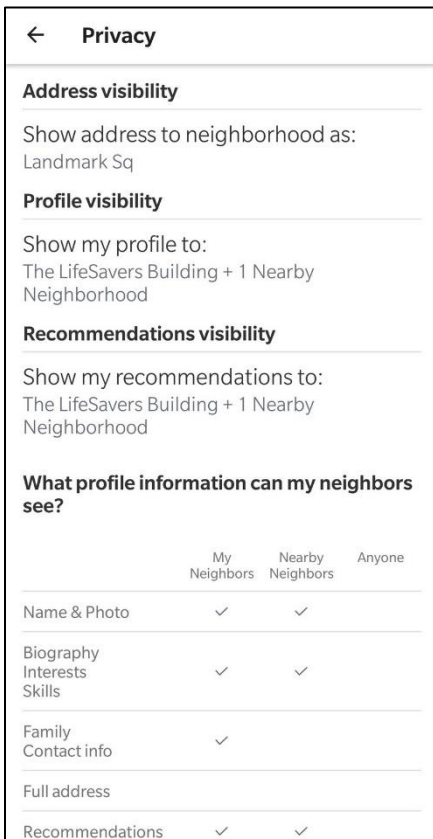 Privacy
Address visibility
Show address to neighborhood as:
Landmark Sq
Profile visibility
Show my profile to:
The LifeSavers Building + 1 Nearby
Neighborhood
Recommendations visibility
Show my recommendations to:
The LifeSavers Building + 1 Nearby
Neighborhood
What profile information can my neighbors
see?
My Nearby Anyone
Neighbors Neighbors
Name & Photo ✓ ✓
Biography
Interests ✓ ✓
Skills
Family
Contact info ✓
Full address
Recommendations ✓ ✓